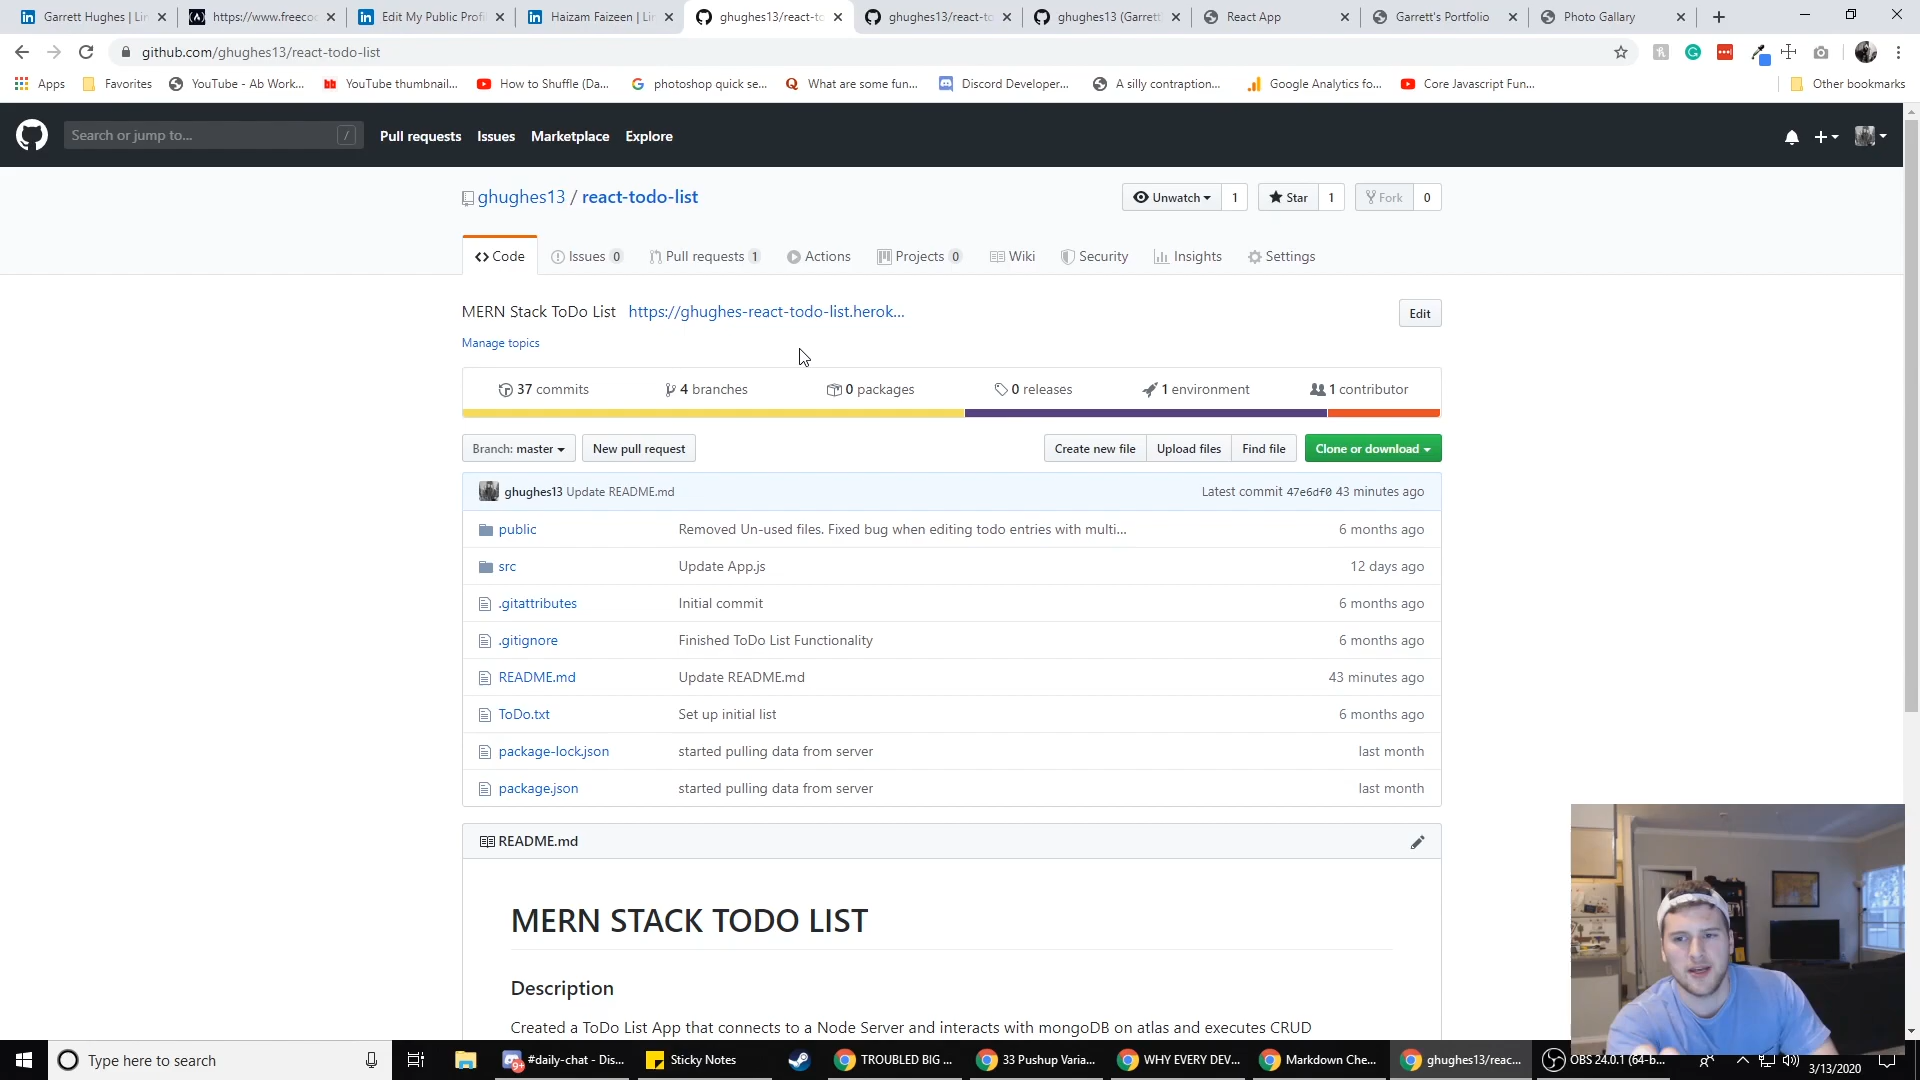 Garrett Hughes | Lin
https://www.freecoc
Edit My Public Profi
Haizam Faizeen | Li
ghughes13/react-to
ghughes13/react-to
ghughes13 (Garrett
React App
Garrett's Portfolio
Photo Gallary
github.com/ghughes13/react-todo-list
Apps
Favorites
YouTube - Ab Work...
YouTube thumbnail...
How to Shuffle (Da...
photoshop quick se...
What are some fun...
Discord Developer...
A silly contraption...
Google Analytics fo...
Core Javascript Fun...
Other bookmarks
Search or jump to... /
Pull requests
Issues
Marketplace
Explore
ghughes13 / react-todo-list
Unwatch 1
Star 1
Fork 0
Code
Issues 0
Pull requests 1
Actions
Projects 0
Wiki
Security
Insights
Settings
MERN Stack ToDo List https://ghughes-react-todo-list.herok...
Edit
Manage topics
37 commits
4 branches
0 packages
0 releases
1 environment
1 contributor
Branch: master
New pull request
Create new file
Upload files
Find file
Clone or download
ghughes13 Update README.md Latest commit 47e6df0 43 minutes ago
public Removed Un-used files. Fixed bug when editing todo entries with multi... 6 months ago
src Update App.js 12 days ago
.gitattributes Initial commit 6 months ago
.gitignore Finished ToDo List Functionality 6 months ago
README.md Update README.md 43 minutes ago
ToDo.txt Set up initial list 6 months ago
package-lock.json started pulling data from server last month
package.json started pulling data from server last month
README.md
MERN STACK TODO LIST
Description
Created a ToDo List App that connects to a Node Server and interacts with mongoDB on atlas and executes CRUD
Type here to search
#daily-chat - Dis...
Sticky Notes
TROUBLED BIG ...
33 Pushup Varia...
WHY EVERY DEV...
Markdown Che...
ghughes13/reac...
OBS 24.0.1 (64-b...
3/13/2020